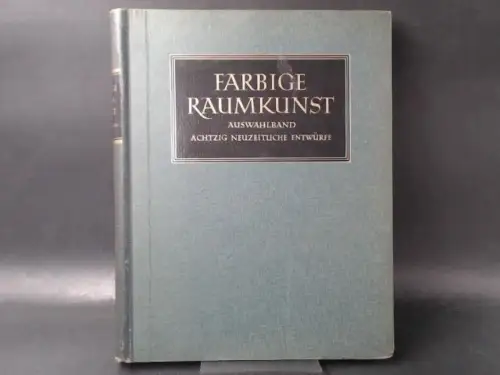 FARBIGE
RAUMKUNST
AUSWAHLBAND
ACHTZIG NEUZEITLICHE ENTWÜRFE